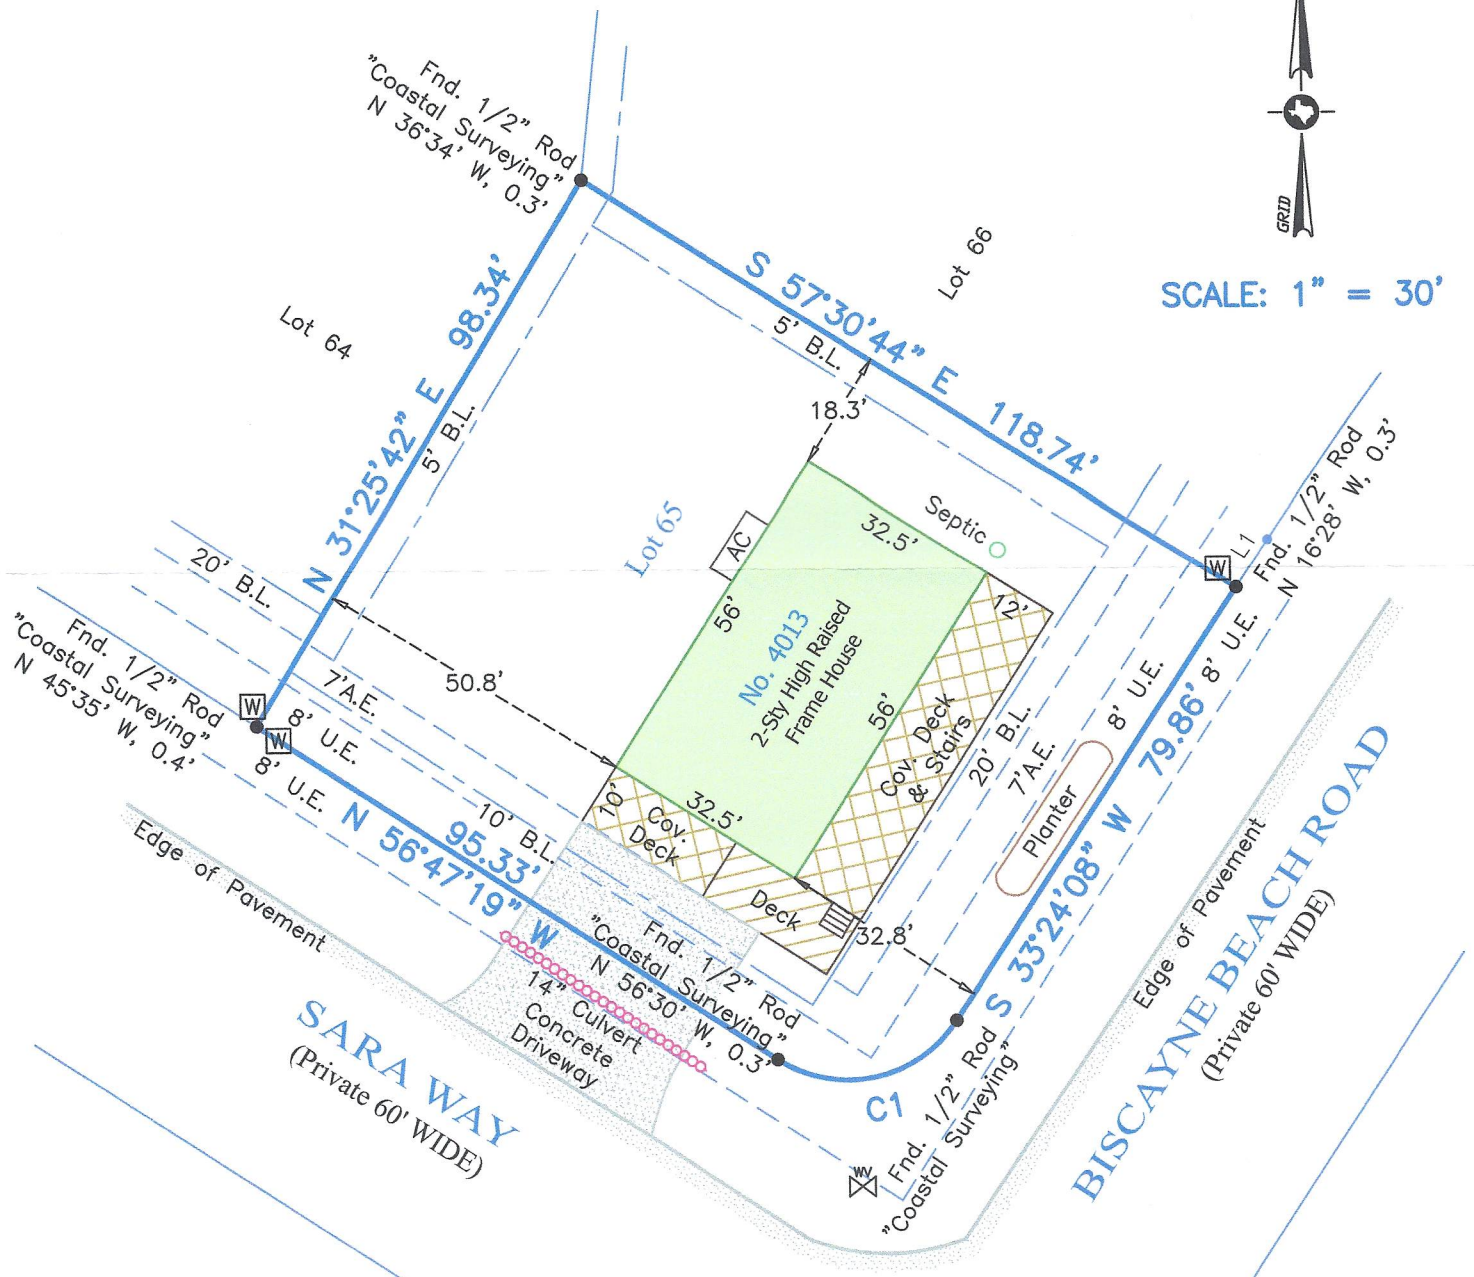 Fnd. 1/2" Rod
"Coastal Surveying"
N 36°34' W, 0.3'
GRID
SCALE: 1" = 30'
Lot 66
S 57°30'44" E 118.74'
5' B.L.
18.3'
Lot 64
N 31°25'42" E 98.34'
5' B.L.
Lot 65
Septic
32.5'
AC
56'
No. 4013
2-Sty High Raised
Frame House
56'
32.5'
12'
Cov. Deck
& Stairs
10'
Cov.
Deck
Deck
50.8'
32.8'
20' B.L.
7'A.E.
8' U.E.
8' U.E.
10' B.L.
Fnd. 1/2" Rod
"Coastal Surveying"
N 45°35' W, 0.4'
W
W
W
L1
Fnd. 1/2" Rod
N 16°28' W, 0.3'
20' B.L.
7'A.E.
8' U.E.
8' U.E.
Planter
S 33°24'08" W 79.86'
N 56°47'19" W
95.33'
Fnd. 1/2" Rod
"Coastal Surveying"
N 56°30' W, 0.3'
14" Culvert
Concrete
Driveway
C1
Fnd. 1/2" Rod
"Coastal Surveying"
WV
Edge of Pavement
SARA WAY
(Private 60' WIDE)
Edge of Pavement
BISCAYNE BEACH ROAD
(Private 60' WIDE)